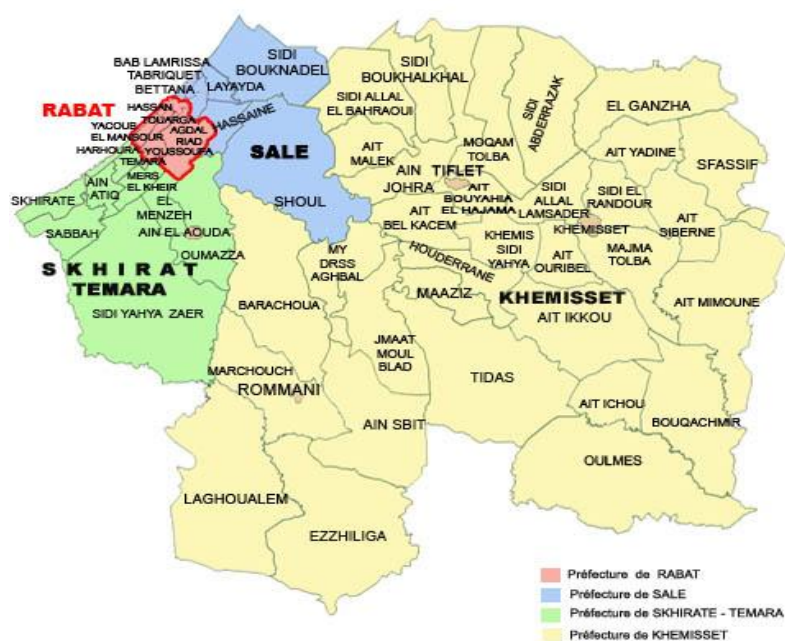 BAB LAMRISSA
TABRIQUET
BETTANA
SIDI
BOUKNADEL
LAYAYDA
RABAT
HASSAN
TOUARGA
HASSAINE
YACOUB
EL MANSOUR
AGDAL
RIAD
YOUSSOUFA
HARHOURA
TEMARA
MERS
EL KHEIR
SKHIRATE
AIN
ATIQ
EL
MENZEH
SABBAH
AIN EL AOUDA
OUMAZZA
SKHIRAT
TEMARA
SIDI YAHYA ZAER
SALE
SHOUL
SIDI
BOUKHALKHAL
SIDI ALLAL
EL BAHRAOUI
SIDI
ABDERRAZAK
EL GANZHA
AIT
MALEK
MOQAM
TOLBA
AIT YADINE
SFASSIF
AIN
JOHRA
TIFLET
AIT
BOUYAHIA
EL HAJAMA
SIDI
ALLAL
LAMSADER
SIDI EL
RANDOUR
KHEMISSET
AIT
SIBERNE
AIT
BEL KACEM
KHEMIS
SIDI
YAHYA
AIT
OURIBEL
MAJMA
TOLBA
HOUDERRANE
MY
DRSS
AGHBAL
MAAZIZ
KHEMISSET
AIT IKKOU
AIT MIMOUNE
BARACHOUA
JMAAT
MOUL
BLAD
MARCHOUCH
ROMMANI
TIDAS
AIT ICHOU
BOUQACHMIR
AIN SBIT
OULMES
LAGHOUALEM
EZZHILIGA
Préfecture de RABAT
Préfecture de SALE
Préfecture de SKHIRATE - TEMARA
Préfecture de KHEMISSET